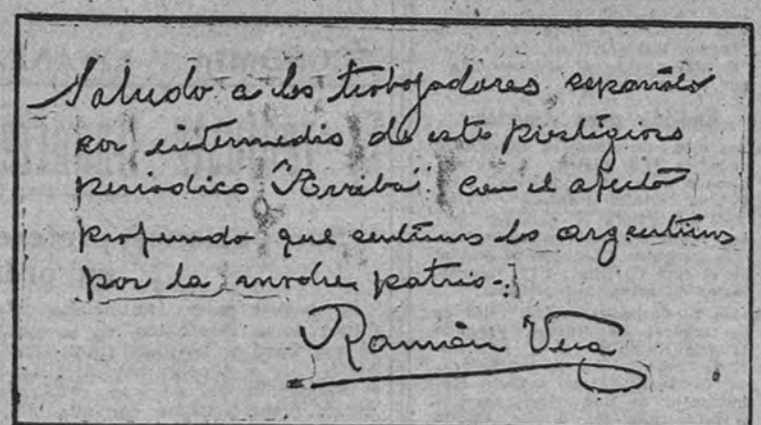 Saludo a los trabajadores españoles
por intermedio de este prestigioso
periodico "Arriba" con el afecto
profundo que sentimos los argentinos
por la madre patria.
Ramón Vera